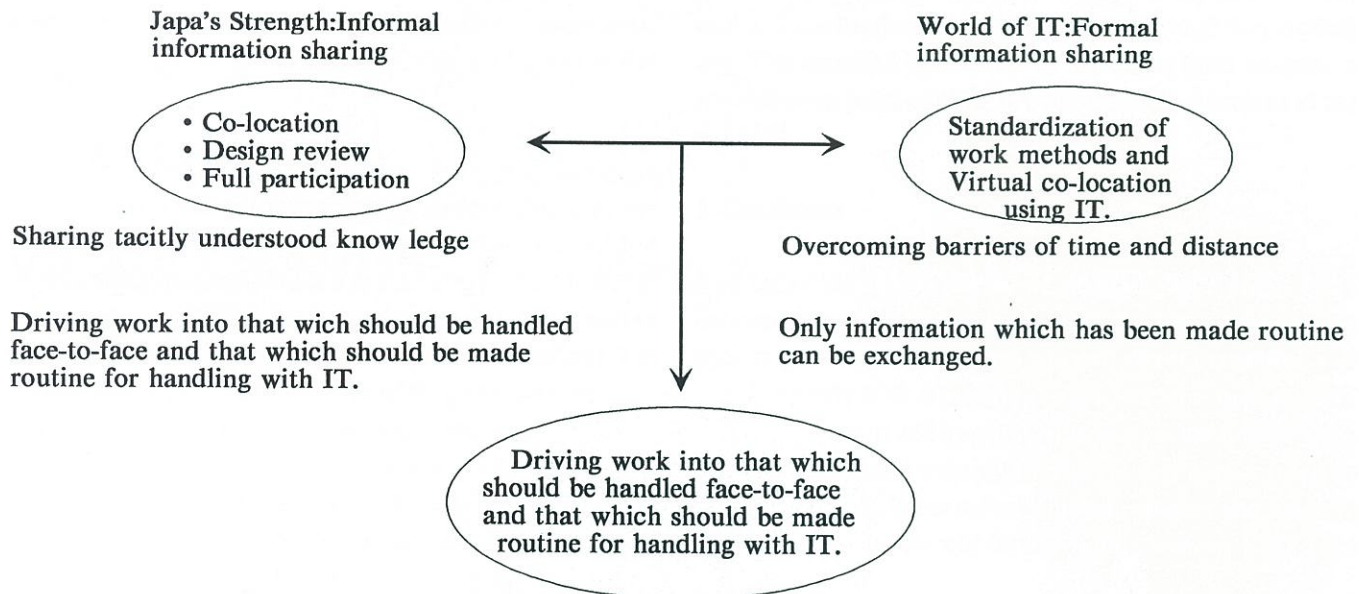 Japa's Strength:Informal
information sharing
• Co-location
• Design review
• Full participation
Sharing tacitly understood know ledge
Driving work into that wich should be handled
face-to-face and that which should be made
routine for handling with IT.
World of IT:Formal
information sharing
Standardization of
work methods and
Virtual co-location
using IT.
Overcoming barriers of time and distance
Only information which has been made routine
can be exchanged.
Driving work into that which
should be handled face-to-face
and that which should be made
routine for handling with IT.